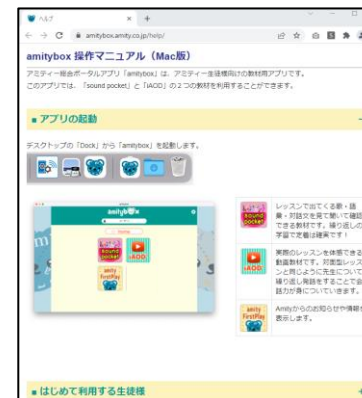 ヘルプ
amitybox.amity.co.jp/help/
amitybox 操作マニュアル（Mac版）
アミティー総合ポータルアプリ「amitybox」は、アミティー生徒様向けの教材用アプリです。
このアプリでは、「sound pocket」と「iAOD」の２つの教材を利用することができます。
■ アプリの起動
デスクトップの「Dock」から「amitybox」を起動します。
amitybox
Home
sound pocket
iAOD
amity FirstPlay
sound pocket
レッスンで出てくる歌・語
彙・対話文を見て聞いて確認
できる教材です。繰り返しの
学習で定着は確実です！
iAOD
実際のレッスンを体感できる
動画教材です。対面型レッス
ンと同じように先生について
繰り返し発話をすることで会
話力が身についていきます。
amity FirstPlay
Amityからのお知らせや情報を
表示します。
■ はじめて利用する生徒様